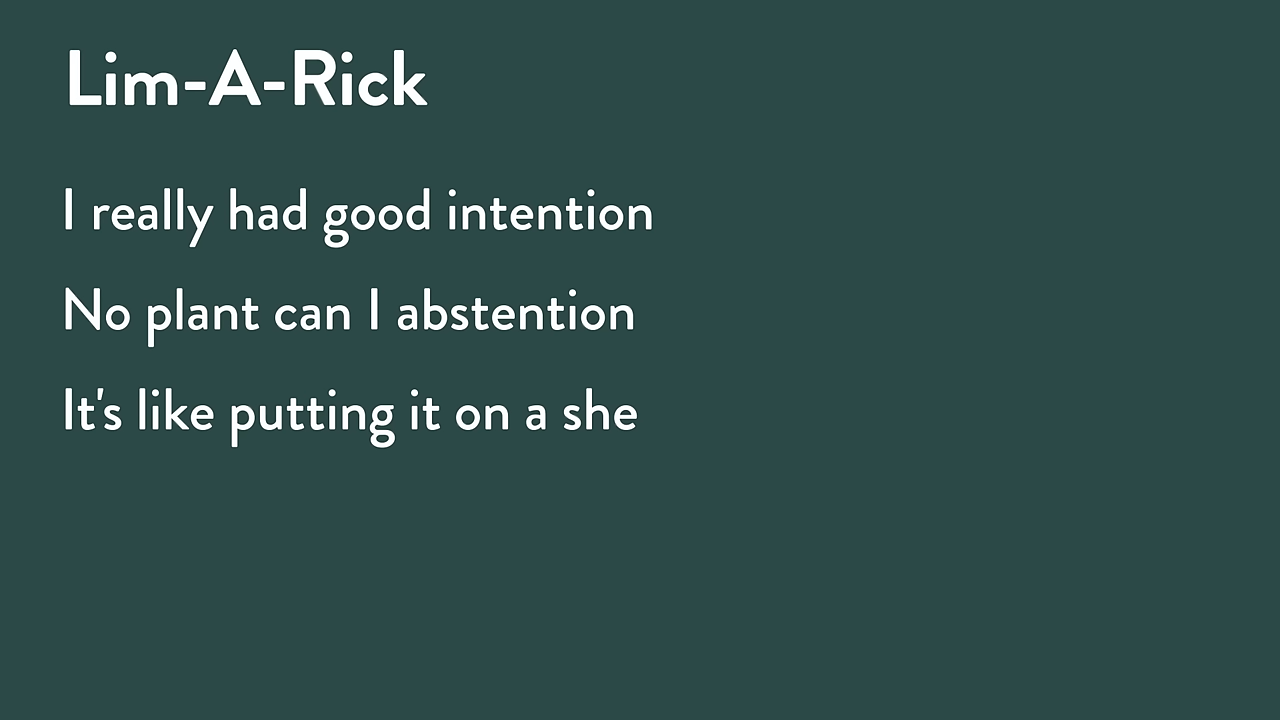 Lim-A-Rick
I really had good intention
No plant can I abstention
It's like putting it on a she